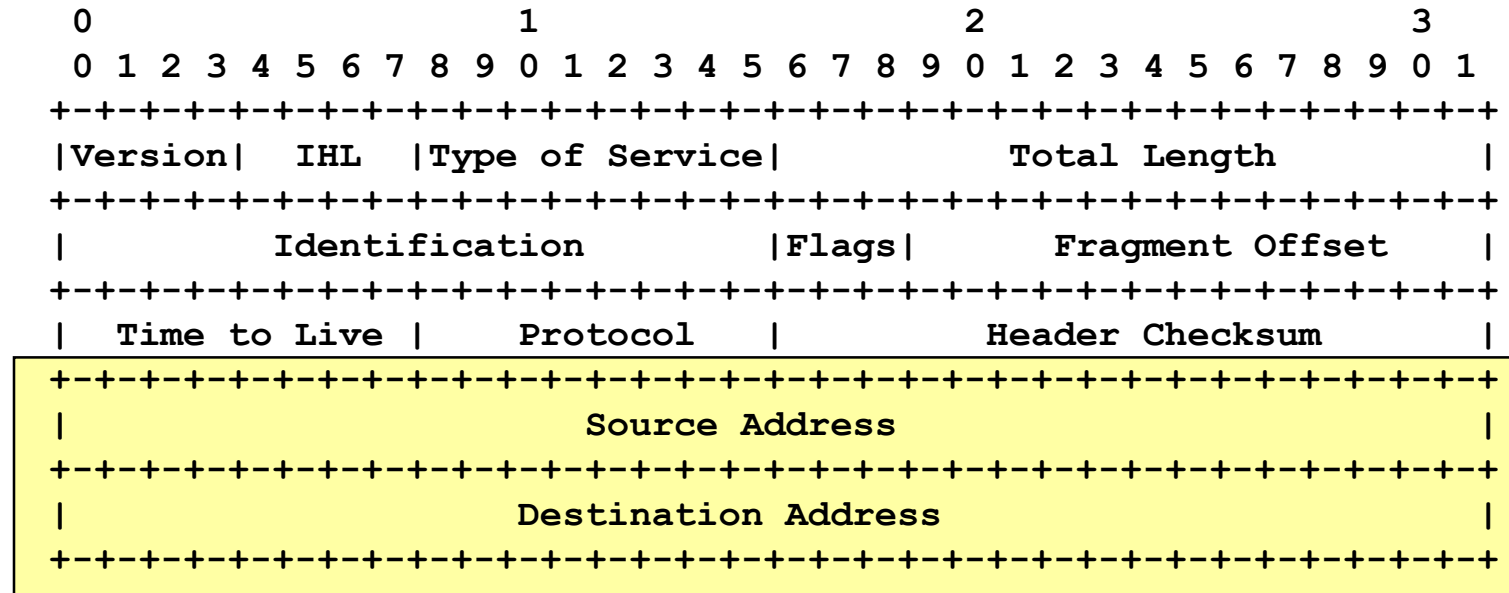 0                   1                   2                   3
 0 1 2 3 4 5 6 7 8 9 0 1 2 3 4 5 6 7 8 9 0 1 2 3 4 5 6 7 8 9 0 1
+-+-+-+-+-+-+-+-+-+-+-+-+-+-+-+-+-+-+-+-+-+-+-+-+-+-+-+-+-+-+-+-+
|Version|  IHL  |Type of Service|          Total Length         |
+-+-+-+-+-+-+-+-+-+-+-+-+-+-+-+-+-+-+-+-+-+-+-+-+-+-+-+-+-+-+-+-+
|         Identification        |Flags|      Fragment Offset    |
+-+-+-+-+-+-+-+-+-+-+-+-+-+-+-+-+-+-+-+-+-+-+-+-+-+-+-+-+-+-+-+-+
|  Time to Live |    Protocol   |         Header Checksum       |
+-+-+-+-+-+-+-+-+-+-+-+-+-+-+-+-+-+-+-+-+-+-+-+-+-+-+-+-+-+-+-+-+
|                       Source Address                          |
+-+-+-+-+-+-+-+-+-+-+-+-+-+-+-+-+-+-+-+-+-+-+-+-+-+-+-+-+-+-+-+-+
|                    Destination Address                        |
+-+-+-+-+-+-+-+-+-+-+-+-+-+-+-+-+-+-+-+-+-+-+-+-+-+-+-+-+-+-+-+-+